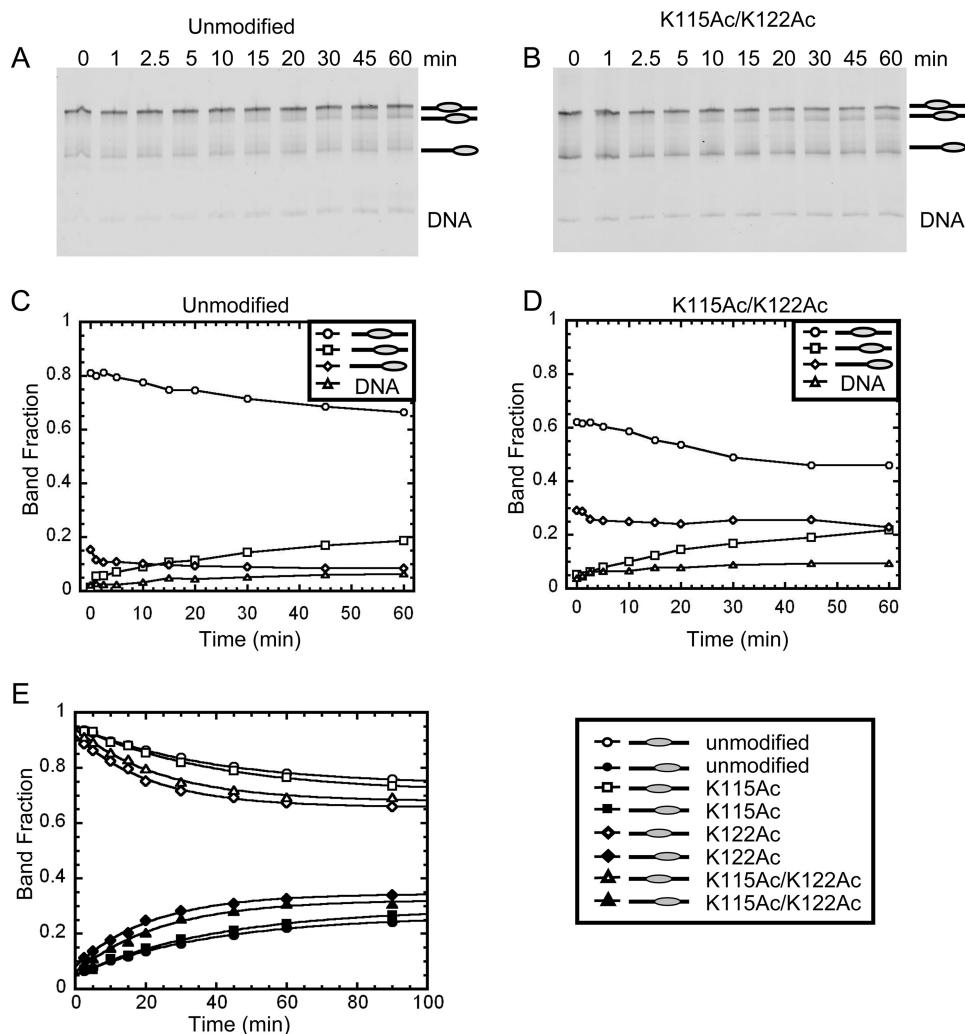 Unmodified
A 0 1 2.5 5 10 15 20 30 45 60 min
DNA
K115Ac/K122Ac
B 0 1 2.5 5 10 15 20 30 45 60 min
DNA
C
Unmodified
1
0.8
0.6
0.4
0.2
0
Band Fraction
0 10 20 30 40 50 60
Time (min)
DNA
D
K115Ac/K122Ac
1
0.8
0.6
0.4
0.2
0
Band Fraction
0 10 20 30 40 50 60
Time (min)
DNA
E
1
0.8
0.6
0.4
0.2
0
Band Fraction
0 20 40 60 80 100
Time (min)
unmodified
unmodified
K115Ac
K115Ac
K122Ac
K122Ac
K115Ac/K122Ac
K115Ac/K122Ac